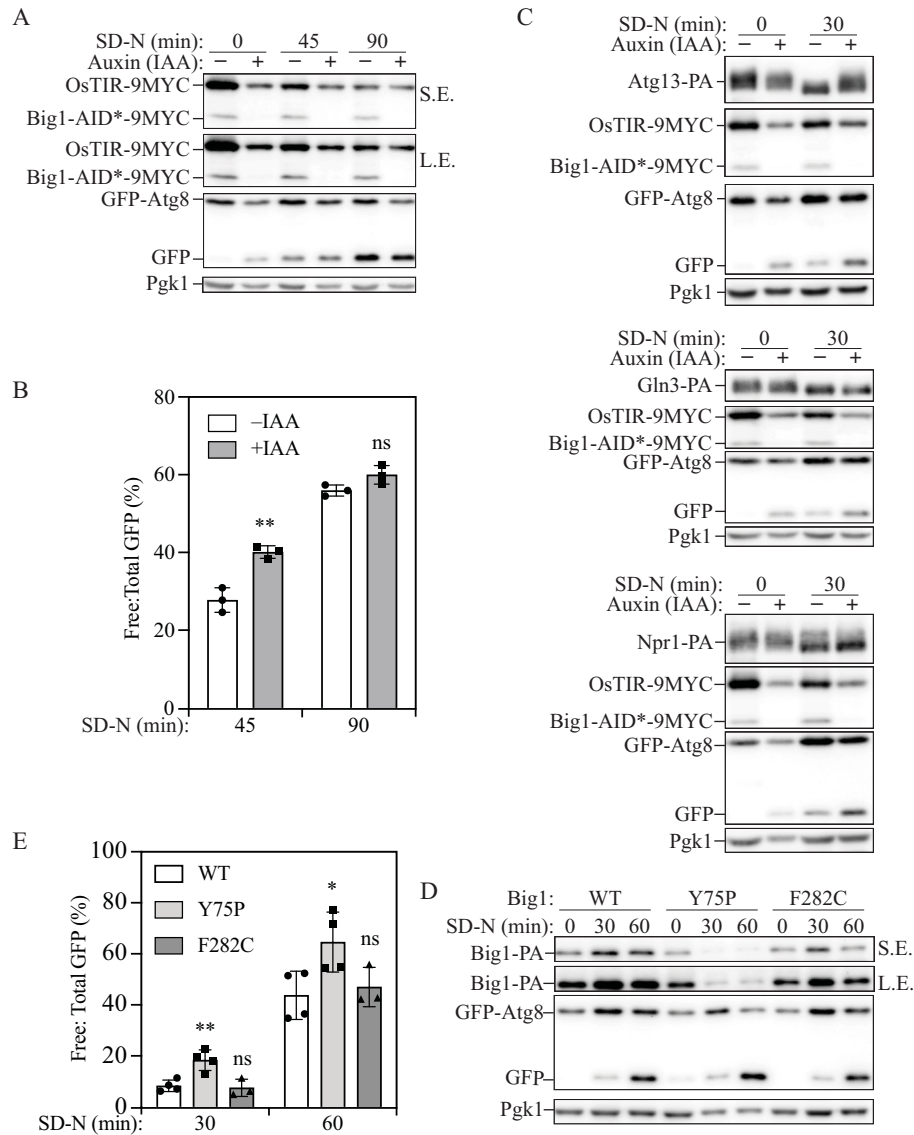 A
SD-N (min): 0 45 90
Auxin (IAA): – + – + – +
OsTIR-9MYC
S.E.
Big1-AID*-9MYC
OsTIR-9MYC
L.E.
Big1-AID*-9MYC
GFP-Atg8
GFP
Pgk1
B
Free:Total GFP (%)
80
60
40
20
0
–IAA
+IAA
**
ns
SD-N (min): 45 90
C
SD-N (min): 0 30
Auxin (IAA): – + – +
Atg13-PA
OsTIR-9MYC
Big1-AID*-9MYC
GFP-Atg8
GFP
Pgk1
SD-N (min): 0 30
Auxin (IAA): – + – +
Gln3-PA
OsTIR-9MYC
Big1-AID*-9MYC
GFP-Atg8
GFP
Pgk1
SD-N (min): 0 30
Auxin (IAA): – + – +
Npr1-PA
OsTIR-9MYC
Big1-AID*-9MYC
GFP-Atg8
GFP
Pgk1
E
Free: Total GFP (%)
100
80
60
40
20
0
WT
Y75P
F282C
**
ns
*
ns
SD-N (min): 30 60
D
Big1: WT Y75P F282C
SD-N (min): 0 30 60 0 30 60 0 30 60
Big1-PA S.E.
Big1-PA L.E.
GFP-Atg8
GFP
Pgk1